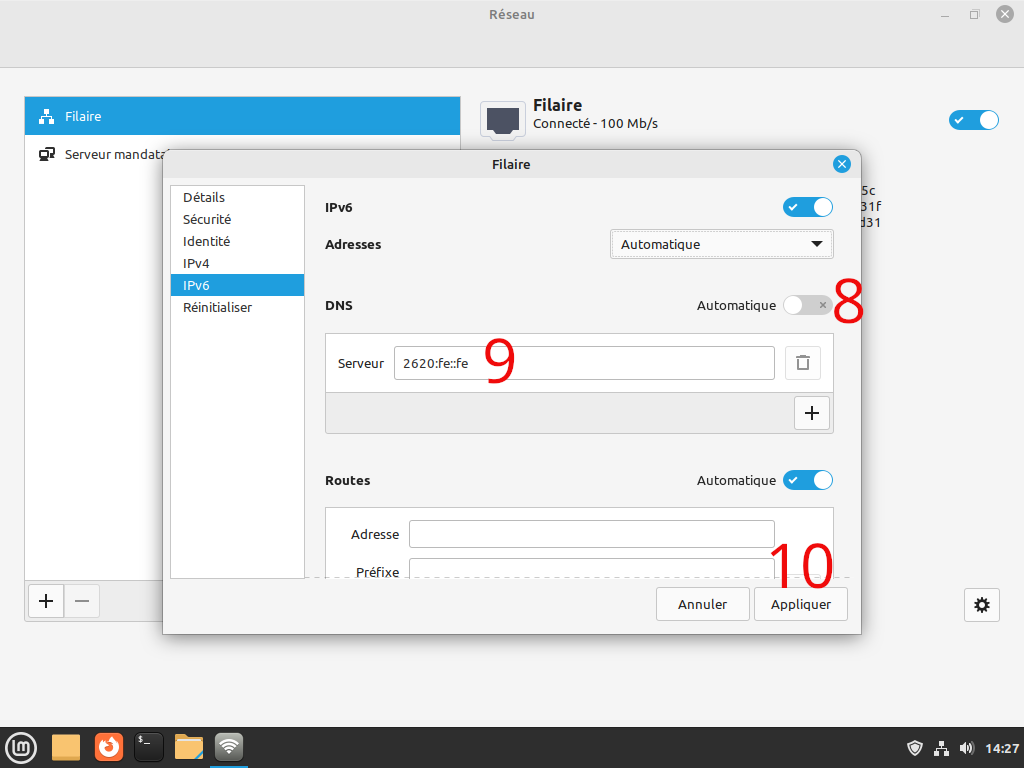 Réseau
Filaire
Serveur mandata
Filaire
Connecté - 100 Mb/s
5c
31f
d31
Filaire
Détails
Sécurité
Identité
IPv4
IPv6
Réinitialiser
IPv6
Adresses
Automatique
DNS
Automatique
8
Serveur
2620:fe::fe
9
Routes
Automatique
Adresse
Préfixe
10
Annuler
Appliquer
14:27